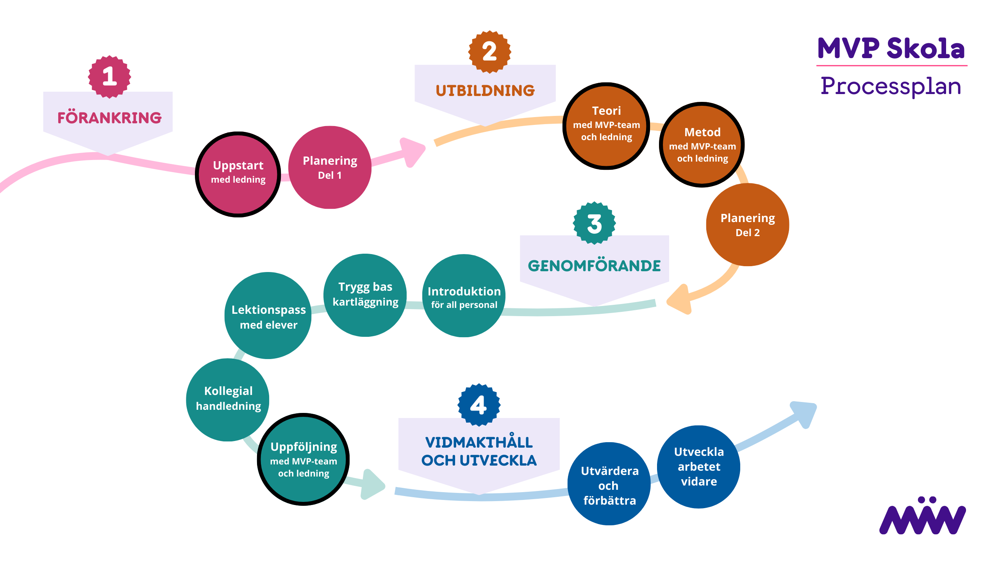 MVP Skola
Processplan
1
FÖRANKRING
Uppstart
med ledning
Planering
Del 1
2
UTBILDNING
Teori
med MVP-team
och ledning
Metod
med MVP-team
och ledning
Planering
Del 2
3
GENOMFÖRANDE
Introduktion
för all personal
Trygg bas
kartläggning
Lektionspass
med elever
Kollegial
handledning
Uppföljning
med MVP-team
och ledning
4
VIDMAKTHÅLL
OCH UTVECKLA
Utvärdera
och
förbättra
Utveckla
arbetet
vidare